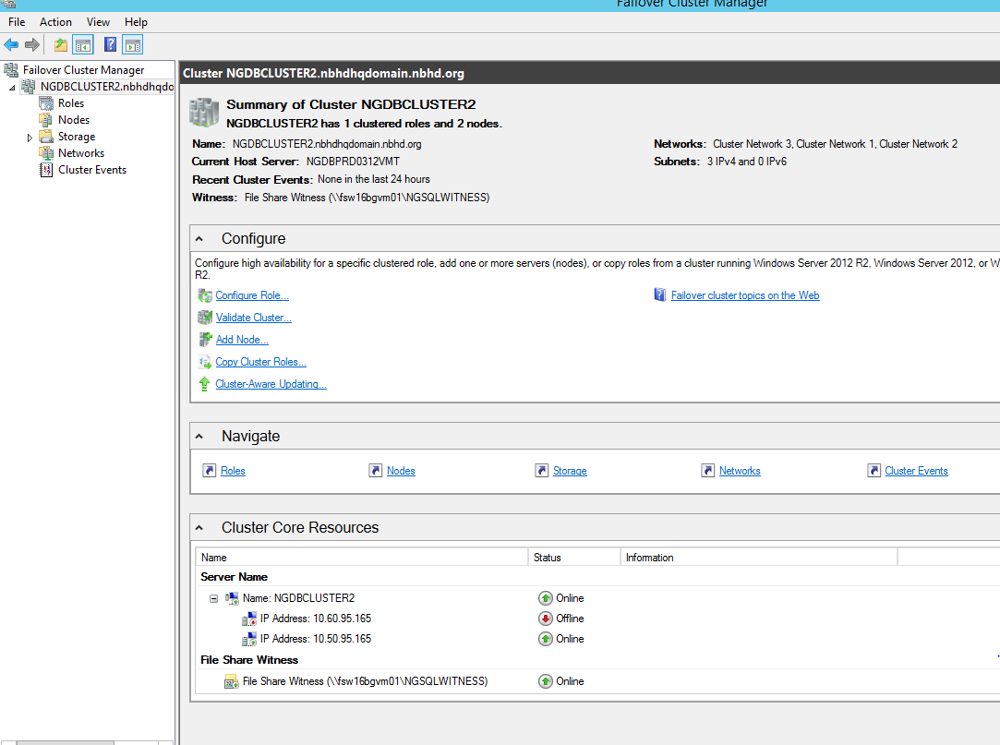 Failover Cluster Manager
File Action View Help
Failover Cluster Manager
NGDBCLUSTER2.nbhdhqdo
Roles
Nodes
Storage
Networks
Cluster Events
Cluster NGDBCLUSTER2.nbhdhqdomain.nbhd.org
Summary of Cluster NGDBCLUSTER2
NGDBCLUSTER2 has 1 clustered roles and 2 nodes.
Name: NGDBCLUSTER2.nbhdhqdomain.nbhd.org
Networks: Cluster Network 3, Cluster Network 1, Cluster Network 2
Current Host Server: NGDBPRD0312VMT
Subnets: 3 IPv4 and 0 IPv6
Recent Cluster Events: None in the last 24 hours
Witness: File Share Witness (\\fsw16bgvm01\NGSQLWITNESS)
Configure
Configure high availability for a specific clustered role, add one or more servers (nodes), or copy roles from a cluster running Windows Server 2012 R2, Windows Server 2012, or W
R2.
Configure Role...
Failover cluster topics on the Web
Validate Cluster...
Add Node...
Copy Cluster Roles...
Cluster-Aware Updating...
Navigate
Roles Nodes Storage Networks Cluster Events
Cluster Core Resources
Name Status Information
Server Name
Name: NGDBCLUSTER2 Online
IP Address: 10.60.95.165 Offline
IP Address: 10.50.95.165 Online
File Share Witness
File Share Witness (\\fsw16bgvm01\NGSQLWITNESS) Online